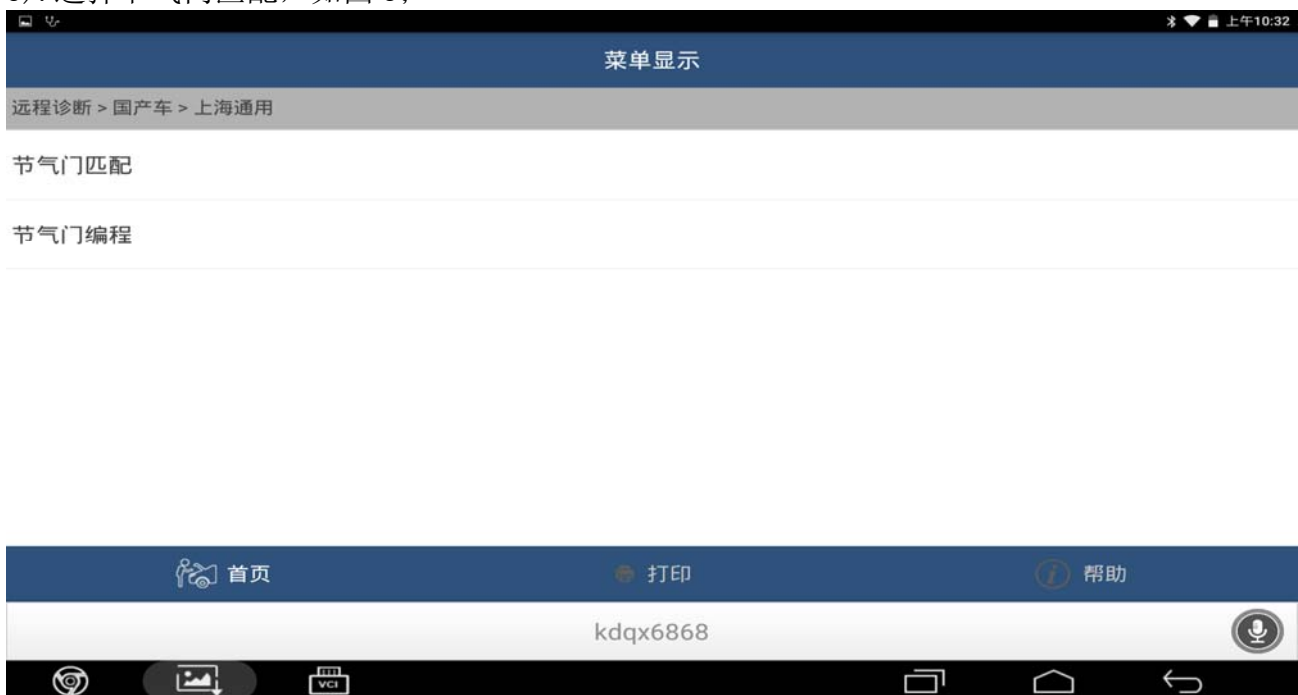 上午10:32
菜单显示
远程诊断 > 国产车 > 上海通用
节气门匹配
节气门编程
首页
打印
帮助
kdqx6868
VCI